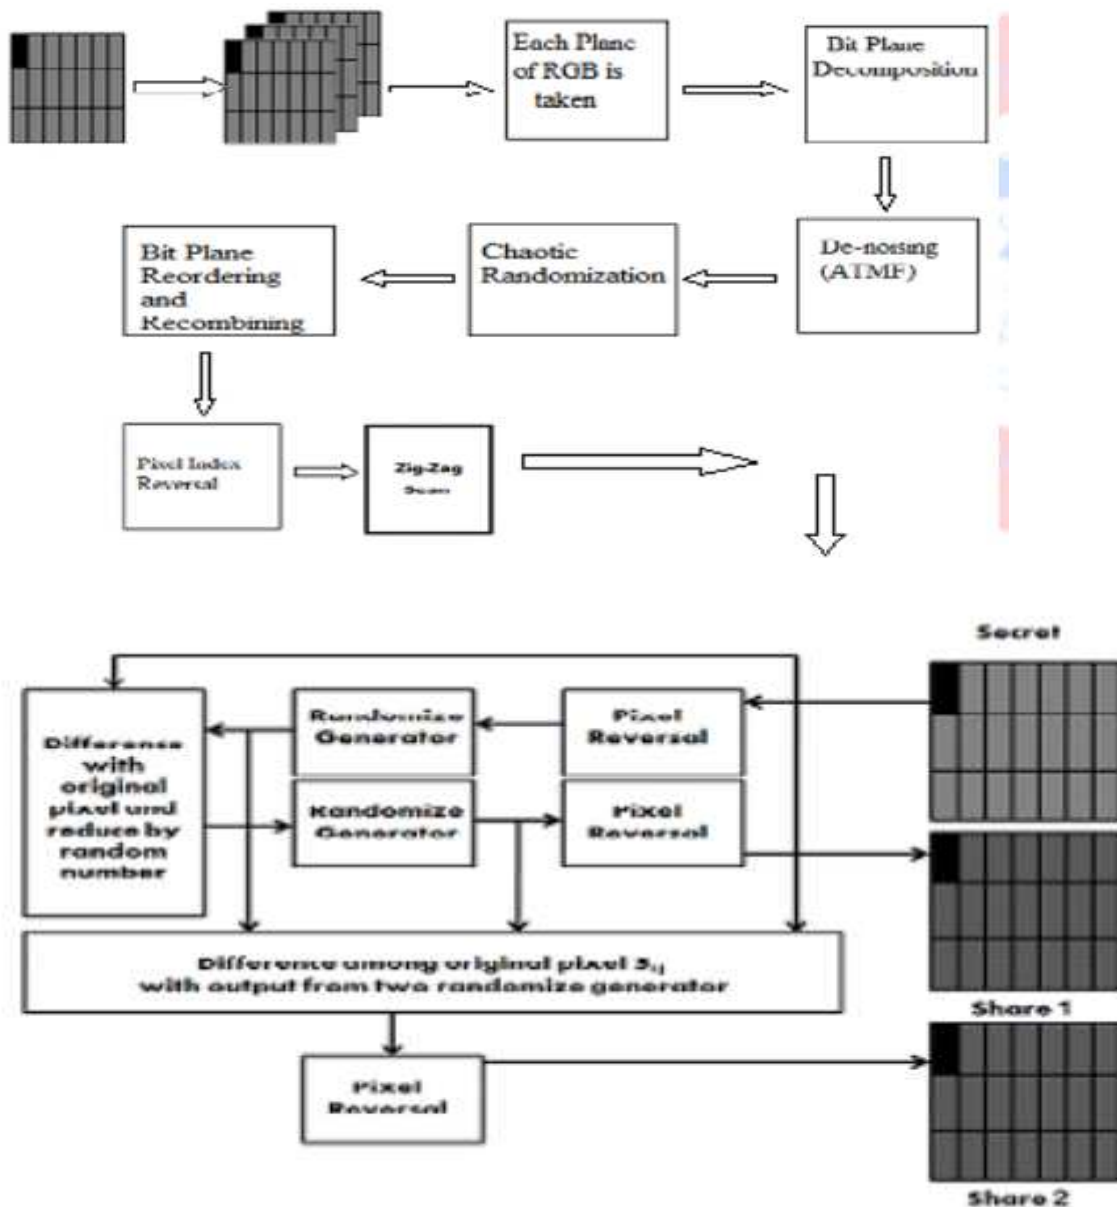 Each Plane
of RGB is
taken
Bit Plane
Decomposition
De-noising
(ATMF)
Chaotic
Randomization
Bit Plane
Reordering
and
Recombining
Pixel Index
Reversal
Zig-Zag
Scan
Secret
Difference
with
original
pixel and
reduce by
random
number
Randomize
Generator
Pixel
Reversal
Randomize
Generator
Pixel
Reversal
Difference among original pixel Sij
with output from two randomize generator
Share 1
Pixel
Reversal
Share 2